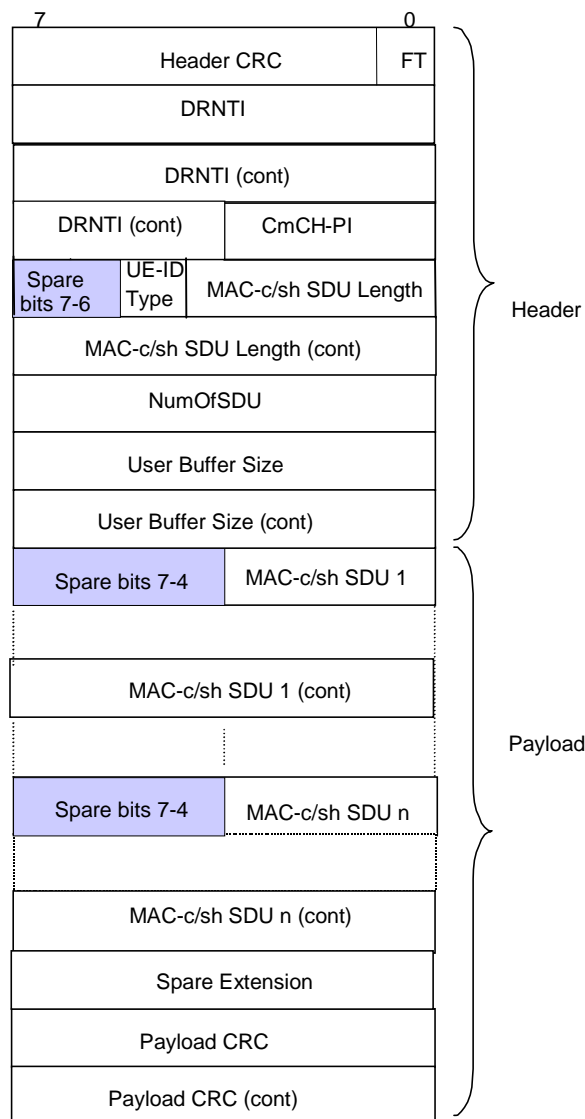 7 0
Header CRC FT
DRNTI
DRNTI (cont)
DRNTI (cont) CmCH-PI
Spare bits 7-6 UE-ID Type MAC-c/sh SDU Length
MAC-c/sh SDU Length (cont)
NumOfSDU
User Buffer Size
User Buffer Size (cont)
Header
Spare bits 7-4 MAC-c/sh SDU 1
MAC-c/sh SDU 1 (cont)
Payload
Spare bits 7-4 MAC-c/sh SDU n
MAC-c/sh SDU n (cont)
Spare Extension
Payload CRC
Payload CRC (cont)